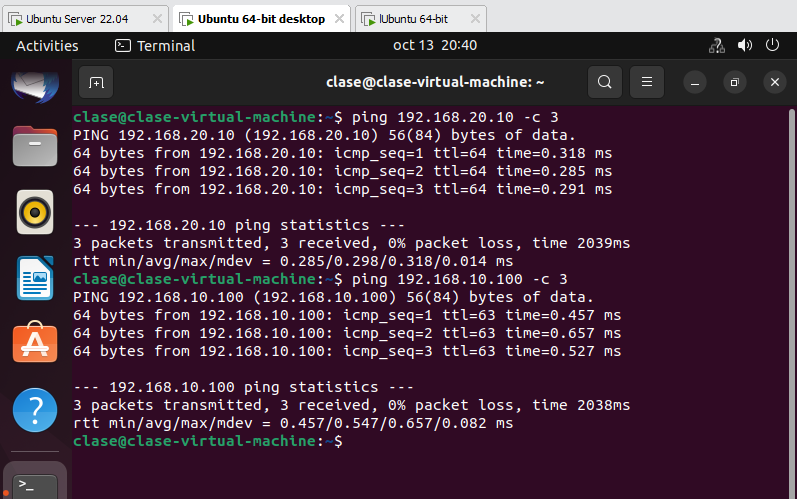 Ubuntu Server 22.04
Ubuntu 64-bit desktop
Ubuntu 64-bit
Activities
Terminal
oct 13 20:40
clase@clase-virtual-machine: ~
clase@clase-virtual-machine:~$ ping 192.168.20.10 -c 3
PING 192.168.20.10 (192.168.20.10) 56(84) bytes of data.
64 bytes from 192.168.20.10: icmp_seq=1 ttl=64 time=0.318 ms
64 bytes from 192.168.20.10: icmp_seq=2 ttl=64 time=0.285 ms
64 bytes from 192.168.20.10: icmp_seq=3 ttl=64 time=0.291 ms
--- 192.168.20.10 ping statistics ---
3 packets transmitted, 3 received, 0% packet loss, time 2039ms
rtt min/avg/max/mdev = 0.285/0.298/0.318/0.014 ms
clase@clase-virtual-machine:~$ ping 192.168.10.100 -c 3
PING 192.168.10.100 (192.168.10.100) 56(84) bytes of data.
64 bytes from 192.168.10.100: icmp_seq=1 ttl=63 time=0.457 ms
64 bytes from 192.168.10.100: icmp_seq=2 ttl=63 time=0.657 ms
64 bytes from 192.168.10.100: icmp_seq=3 ttl=63 time=0.527 ms
--- 192.168.10.100 ping statistics ---
3 packets transmitted, 3 received, 0% packet loss, time 2038ms
rtt min/avg/max/mdev = 0.457/0.547/0.657/0.082 ms
clase@clase-virtual-machine:~$